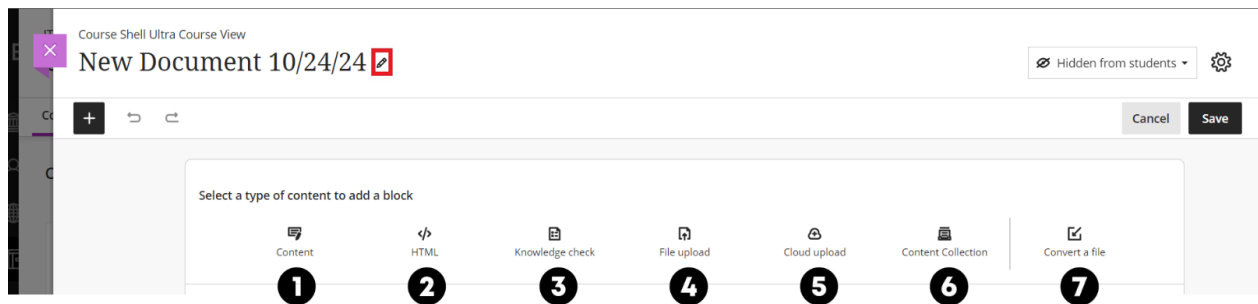 Course Shell Ultra Course View
New Document 10/24/24
Hidden from students
Cancel
Save
Select a type of content to add a block
Content
HTML
Knowledge check
File upload
Cloud upload
Content Collection
Convert a file
1
2
3
4
5
6
7